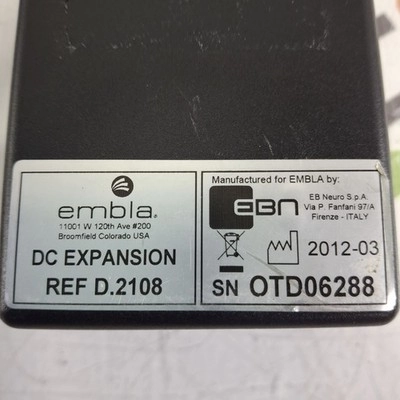 embla®
11001 W 120th Ave #200
Broomfield Colorado USA
DC EXPANSION
REF D.2108
Manufactured for EMBLA by:
EBN
EB Neuro S.p.A.
Via P. Fanfani 97/A
Firenze - ITALY
2012-03
SN OTD06288